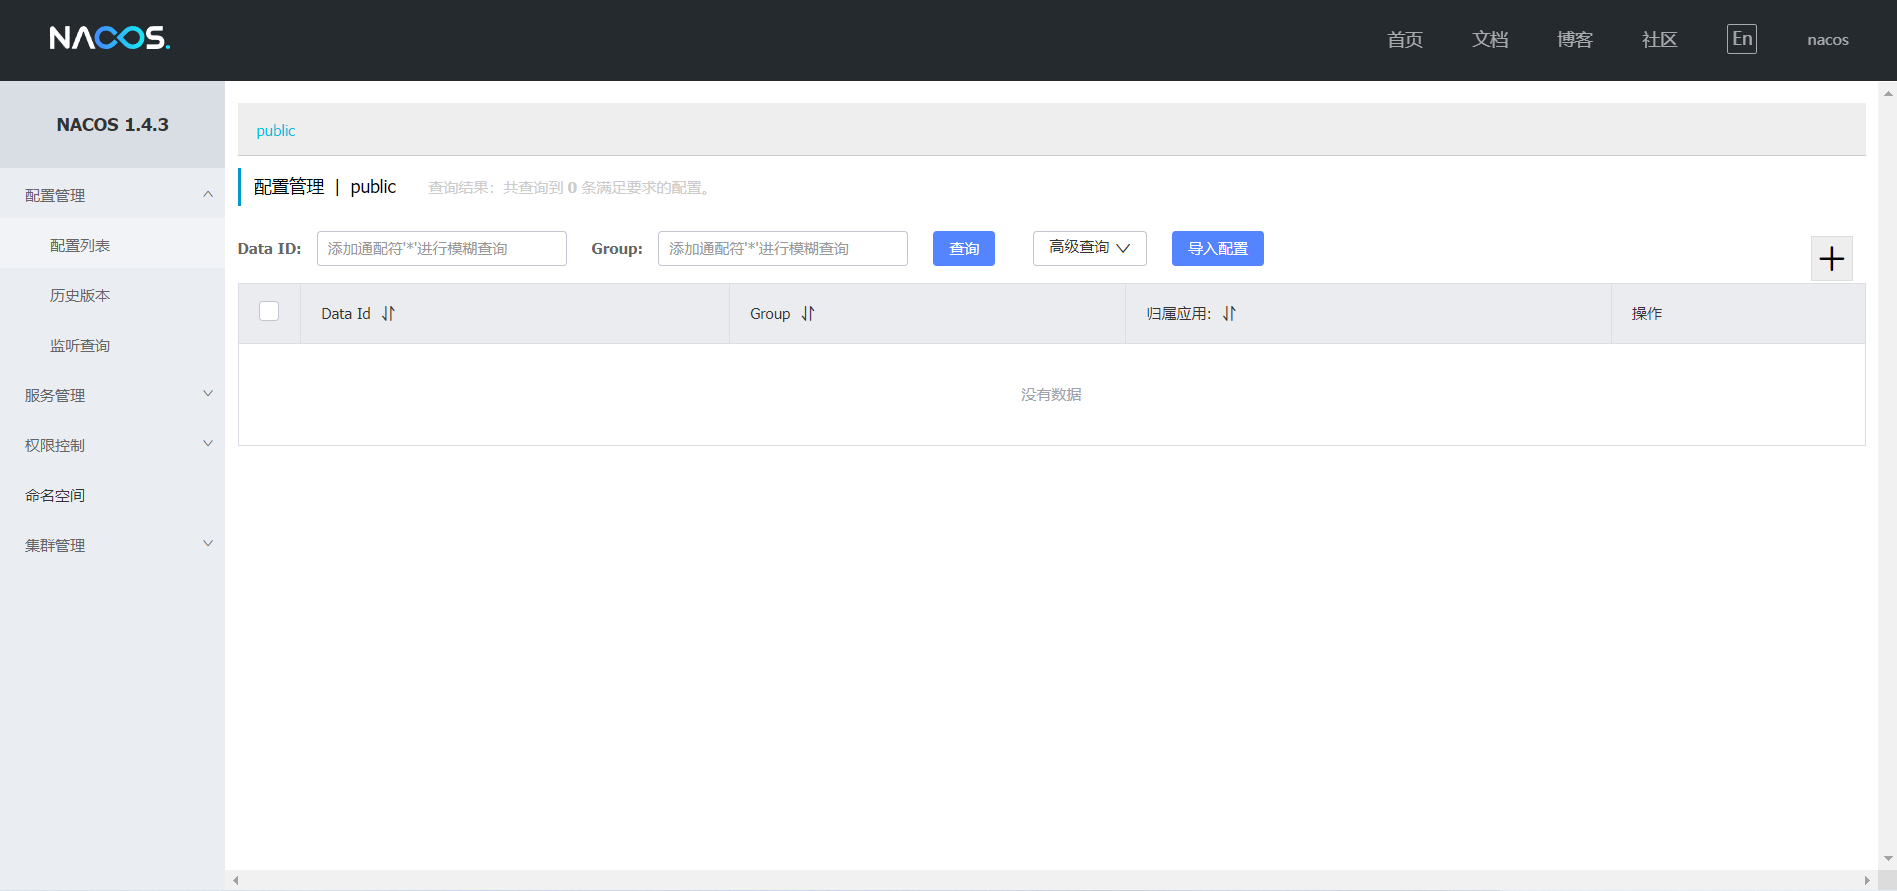 NACOS.
首页 文档 博客 社区 En nacos
NACOS 1.4.3
配置管理
配置列表
历史版本
监听查询
服务管理
权限控制
命名空间
集群管理
public
配置管理 | public 查询结果：共查询到 0 条满足要求的配置。
Data ID: 添加通配符'*'进行模糊查询 Group: 添加通配符'*'进行模糊查询 查询 高级查询 导入配置
Data Id Group 归属应用: 操作
没有数据